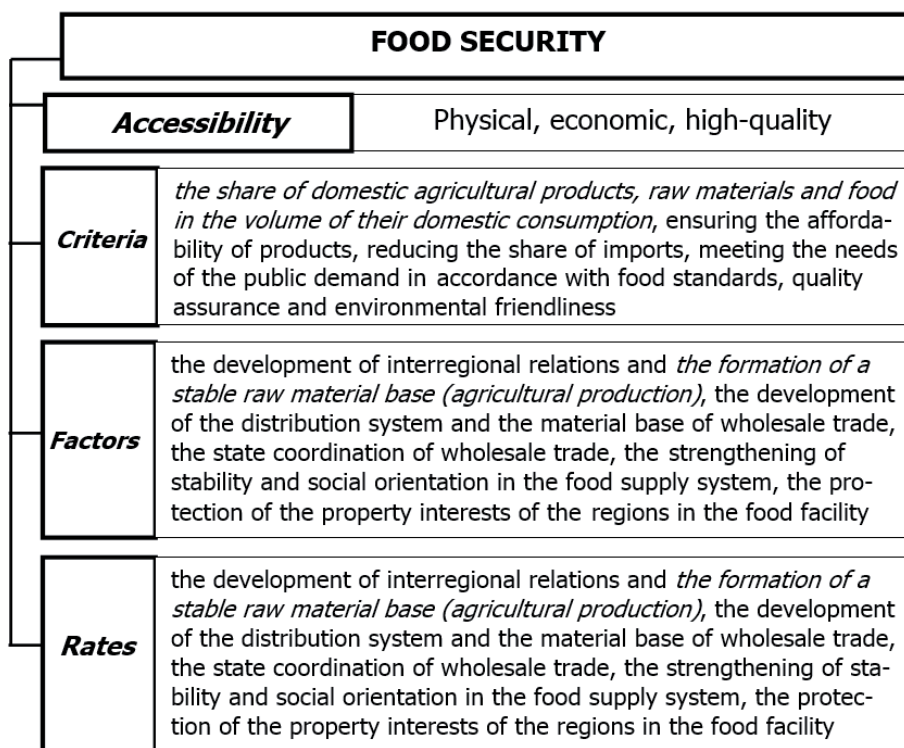 FOOD SECURITY
Accessibility
Physical, economic, high-quality
Criteria
the share of domestic agricultural products, raw materials and food
in the volume of their domestic consumption, ensuring the afforda-
bility of products, reducing the share of imports, meeting the needs
of the public demand in accordance with food standards, quality
assurance and environmental friendliness
Factors
the development of interregional relations and the formation of a
stable raw material base (agricultural production), the development
of the distribution system and the material base of wholesale trade,
the state coordination of wholesale trade, the strengthening of
stability and social orientation in the food supply system, the pro-
tection of the property interests of the regions in the food facility
Rates
the development of interregional relations and the formation of a
stable raw material base (agricultural production), the development
of the distribution system and the material base of wholesale trade,
the state coordination of wholesale trade, the strengthening of sta-
bility and social orientation in the food supply system, the protec-
tion of the property interests of the regions in the food facility